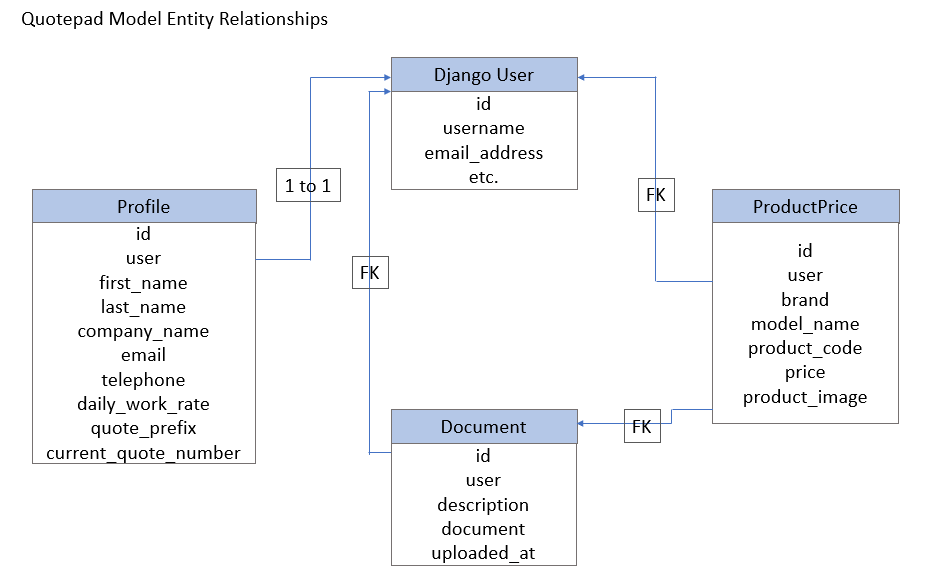 Quotepad Model Entity Relationships
Django User
id
username
email_address
etc.
1 to 1
FK
FK
Profile
id
user
first_name
last_name
company_name
email
telephone
daily_work_rate
quote_prefix
current_quote_number
ProductPrice
id
user
brand
model_name
product_code
price
product_image
Document
id
user
description
document
uploaded_at
FK